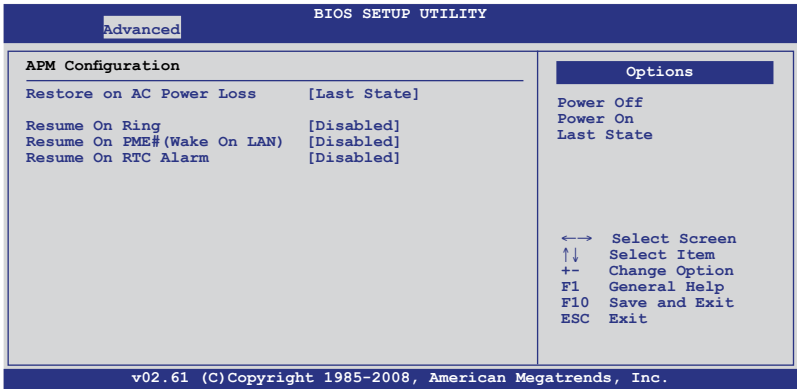 BIOS SETUP UTILITY
Advanced
APM Configuration
Restore on AC Power Loss [Last State]
Resume On Ring [Disabled]
Resume On PME#(Wake On LAN) [Disabled]
Resume On RTC Alarm [Disabled]
Options
Power Off
Power On
Last State
←→ Select Screen
↑↓ Select Item
+- Change Option
F1 General Help
F10 Save and Exit
ESC Exit
v02.61 (C)Copyright 1985-2008, American Megatrends, Inc.